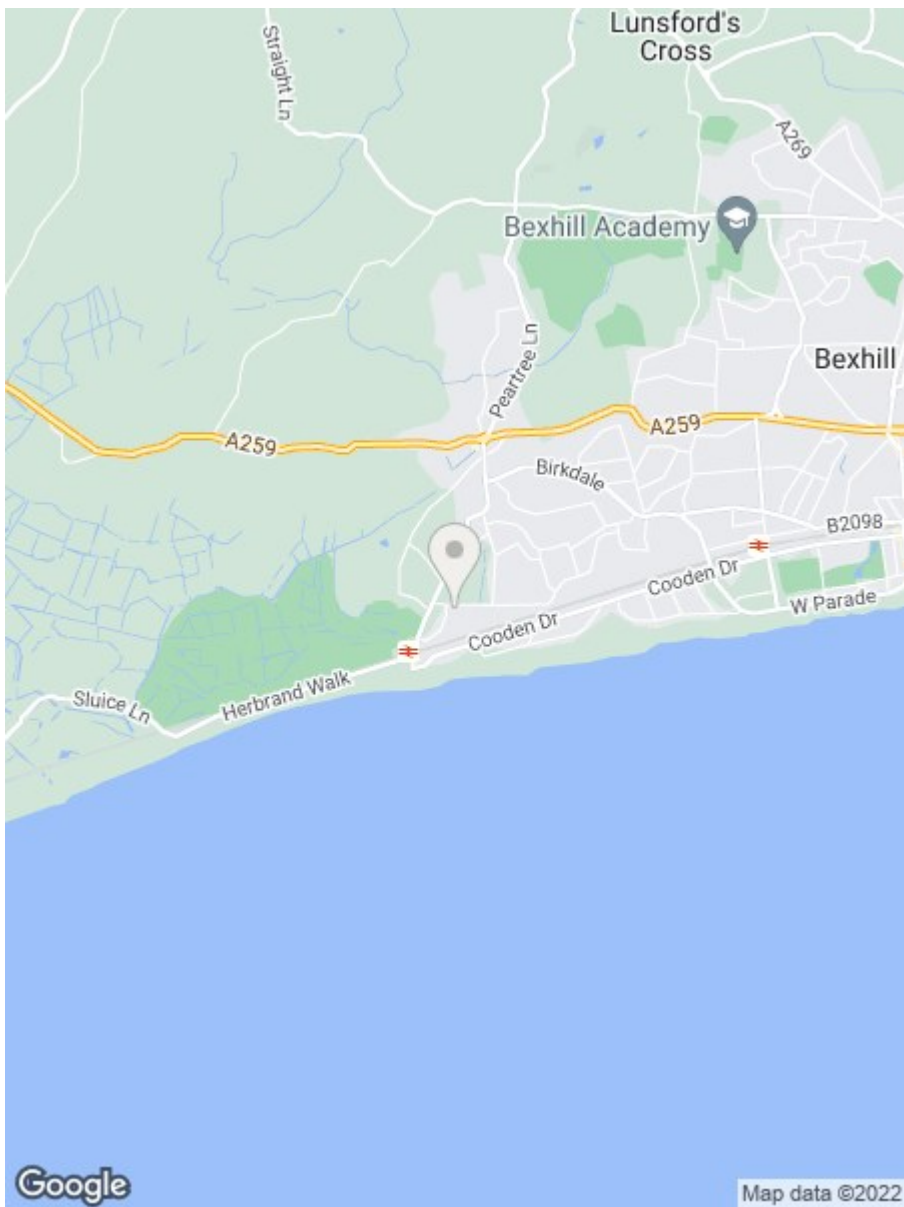 Lunsford's
Cross
Straight Ln
A269
Bexhill Academy
Peartree Ln
Bexhill
A259
A259
Birkdale
B2098
Cooden Dr
W Parade
Cooden Dr
Herbrand Walk
Sluice Ln
Google
Map data ©2022